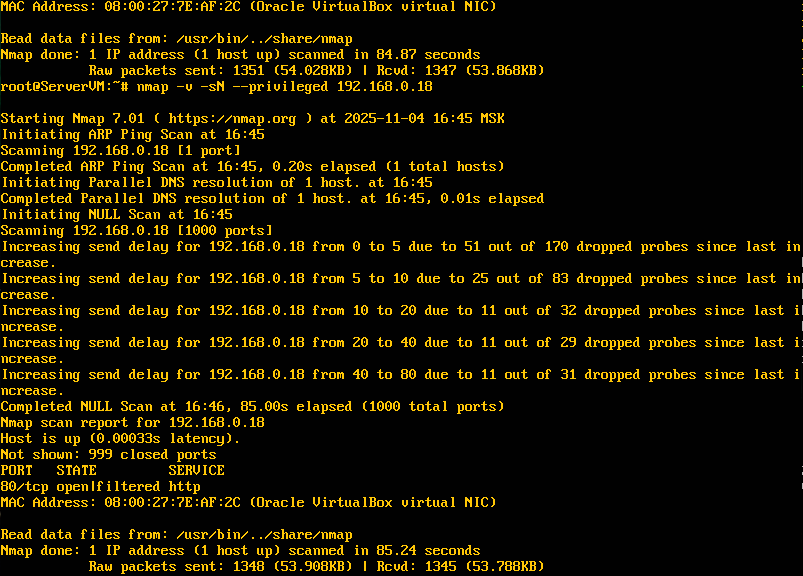 MAC Address: 08:00:27:7E:AF:2C (Oracle VirtualBox virtual NIC)
Read data files from: /usr/bin/../share/nmap
Nmap done: 1 IP address (1 host up) scanned in 84.87 seconds
Raw packets sent: 1351 (54.028KB) | Rcvd: 1347 (53.868KB)
root@ServerVM:~# nmap -v -sN --privileged 192.168.0.18
Starting Nmap 7.01 ( https://nmap.org ) at 2025-11-04 16:45 MSK
Initiating ARP Ping Scan at 16:45
Scanning 192.168.0.18 [1 port]
Completed ARP Ping Scan at 16:45, 0.20s elapsed (1 total hosts)
Initiating Parallel DNS resolution of 1 host. at 16:45
Completed Parallel DNS resolution of 1 host. at 16:45, 0.01s elapsed
Initiating NULL Scan at 16:45
Scanning 192.168.0.18 [1000 ports]
Increasing send delay for 192.168.0.18 from 0 to 5 due to 51 out of 170 dropped probes since last in
crease.
Increasing send delay for 192.168.0.18 from 5 to 10 due to 25 out of 83 dropped probes since last in
crease.
Increasing send delay for 192.168.0.18 from 10 to 20 due to 11 out of 32 dropped probes since last i
ncrease.
Increasing send delay for 192.168.0.18 from 20 to 40 due to 11 out of 29 dropped probes since last i
ncrease.
Increasing send delay for 192.168.0.18 from 40 to 80 due to 11 out of 31 dropped probes since last i
ncrease.
Completed NULL Scan at 16:46, 85.00s elapsed (1000 total ports)
Nmap scan report for 192.168.0.18
Host is up (0.00033s latency).
Not shown: 999 closed ports
PORT   STATE         SERVICE
80/tcp open|filtered http
MAC Address: 08:00:27:7E:AF:2C (Oracle VirtualBox virtual NIC)
Read data files from: /usr/bin/../share/nmap
Nmap done: 1 IP address (1 host up) scanned in 85.24 seconds
Raw packets sent: 1348 (53.908KB) | Rcvd: 1345 (53.788KB)